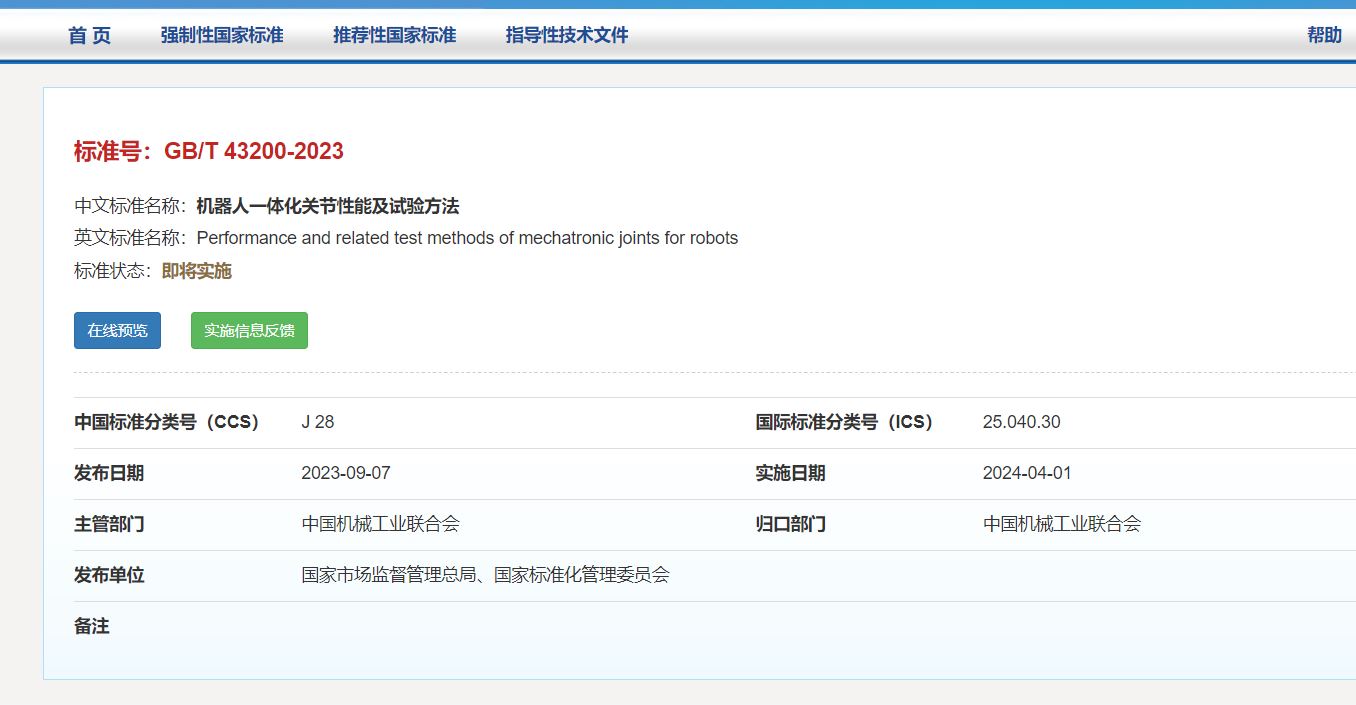 首 页 强制性国家标准 推荐性国家标准 指导性技术文件 帮助
标准号：GB/T 43200-2023
中文标准名称：机器人一体化关节性能及试验方法
英文标准名称：Performance and related test methods of mechatronic joints for robots
标准状态：即将实施
在线预览 实施信息反馈
中国标准分类号（CCS） J 28 国际标准分类号（ICS） 25.040.30
发布日期 2023-09-07 实施日期 2024-04-01
主管部门 中国机械工业联合会 归口部门 中国机械工业联合会
发布单位 国家市场监督管理总局、国家标准化管理委员会
备注